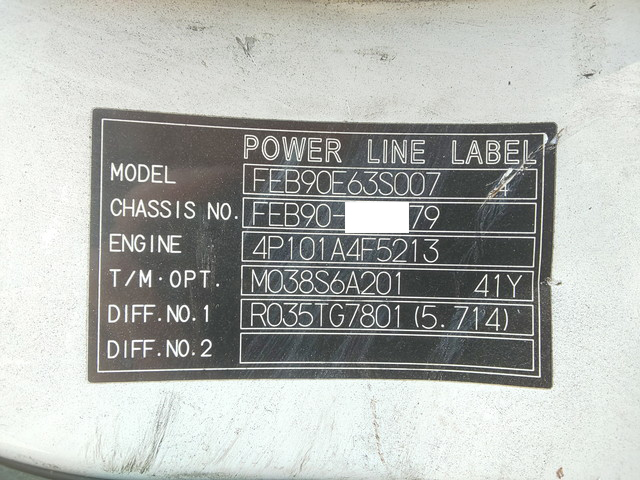 POWER LINE LABEL
MODEL FEB90E63S007
CHASSIS NO. FEB90- 79
ENGINE 4P101A4F5213
T/M·OPT. M038S6A201 41Y
DIFF.NO.1 R035TG7801 (5.714)
DIFF.NO.2